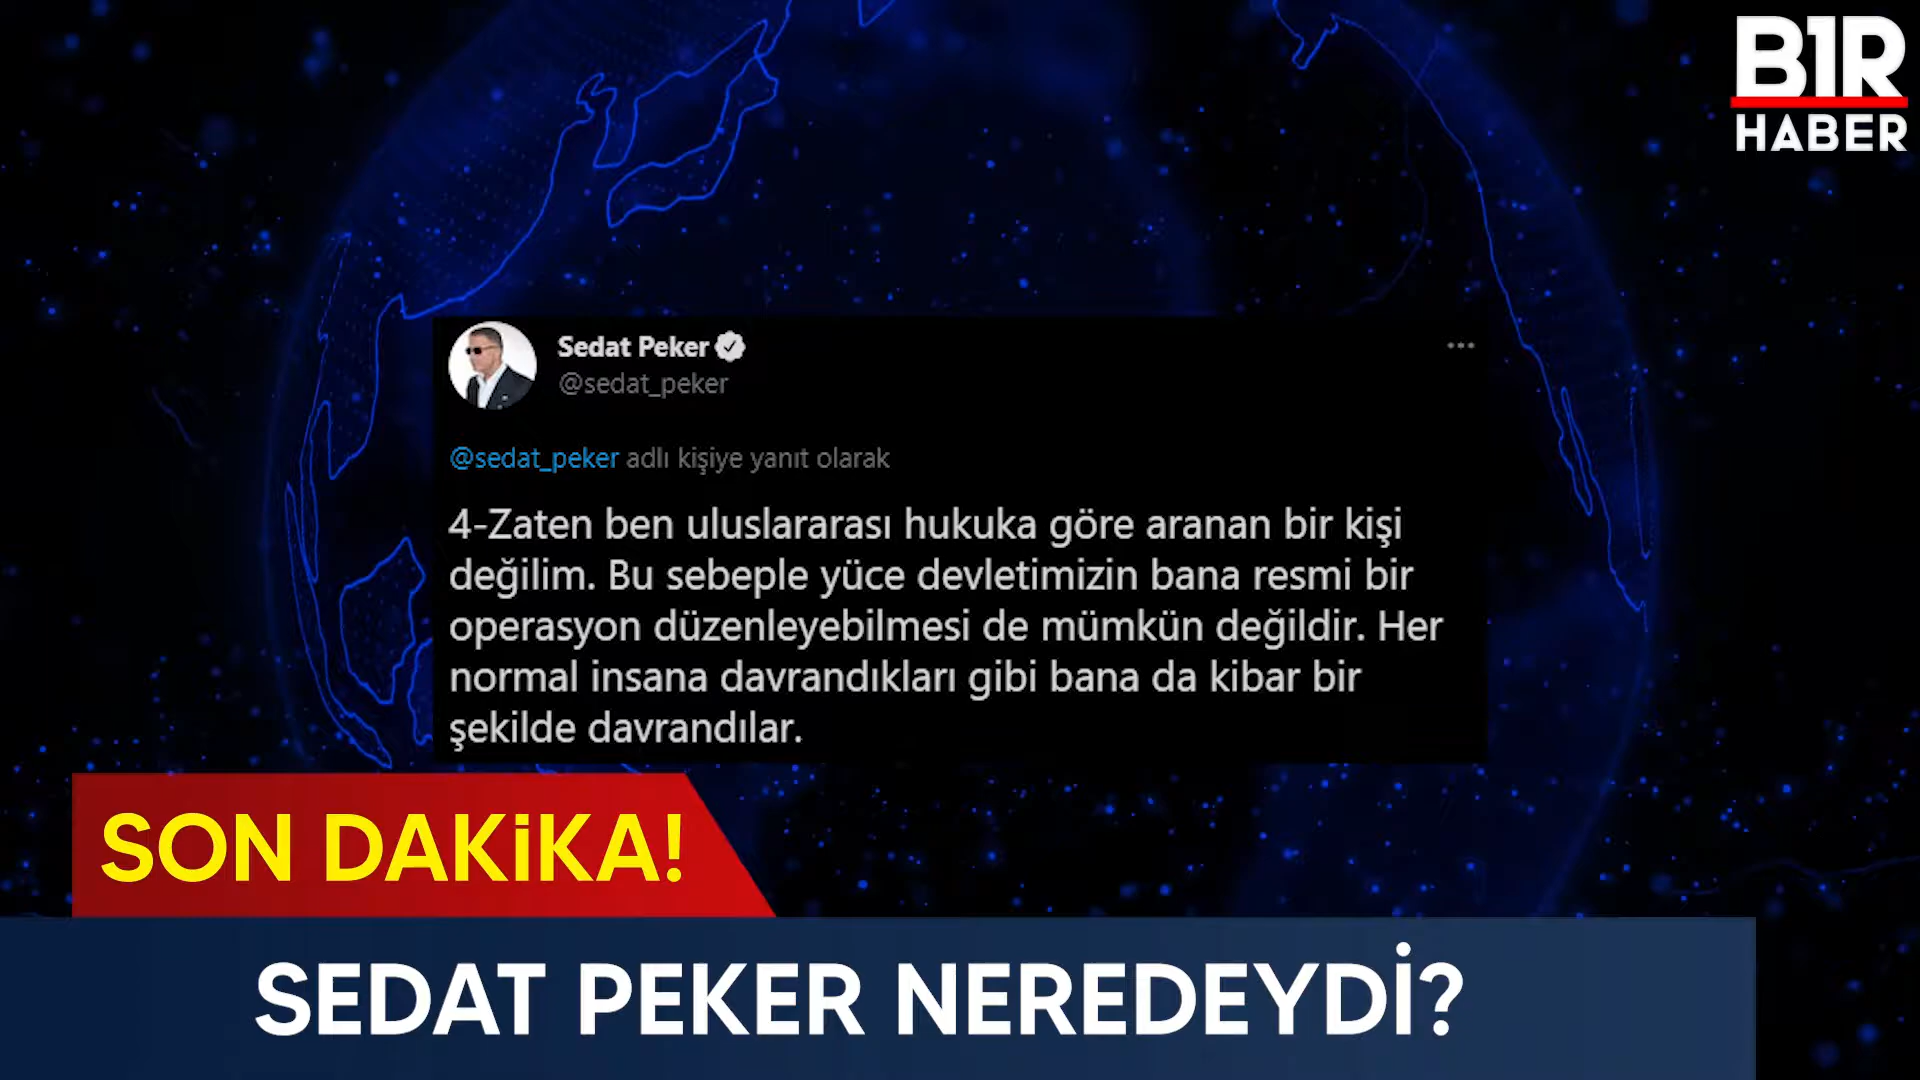 B1R
HABER
Sedat Peker
@sedat_peker
@sedat_peker adlı kişiye yanıt olarak
4-Zaten ben uluslararası hukuka göre aranan bir kişi
değilim. Bu sebeple yüce devletimizin bana resmi bir
operasyon düzenleyebilmesi de mümkün değildir. Her
normal insana davrandıkları gibi bana da kibar bir
şekilde davrandılar.
SON DAKiKA!
SEDAT PEKER NEREDEYDİ?